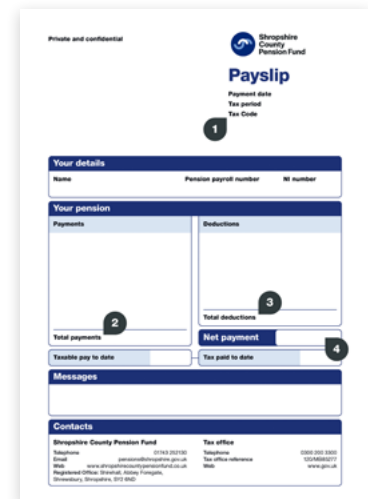 Private and confidential
Shropshire
County
Pension Fund
Payslip
Payment date
Tax period
Tax Code
1
Your details
Name Pension payroll number NI number
Your pension
Payments Deductions
3
Total deductions
2
Total payments Net payment
4
Taxable pay to date Tax paid to date
Messages
Contacts
Shropshire County Pension Fund Tax office
Telephone 01743 252130 Telephone 0300 200 3300
Email pensions@shropshire.gov.uk Tax office reference
Web www.shropshirecountypensionfund.co.uk Web www.gov.uk
Registered Office: Shirehall, Abbey Foregate,
Shrewsbury, Shropshire, SY2 6ND